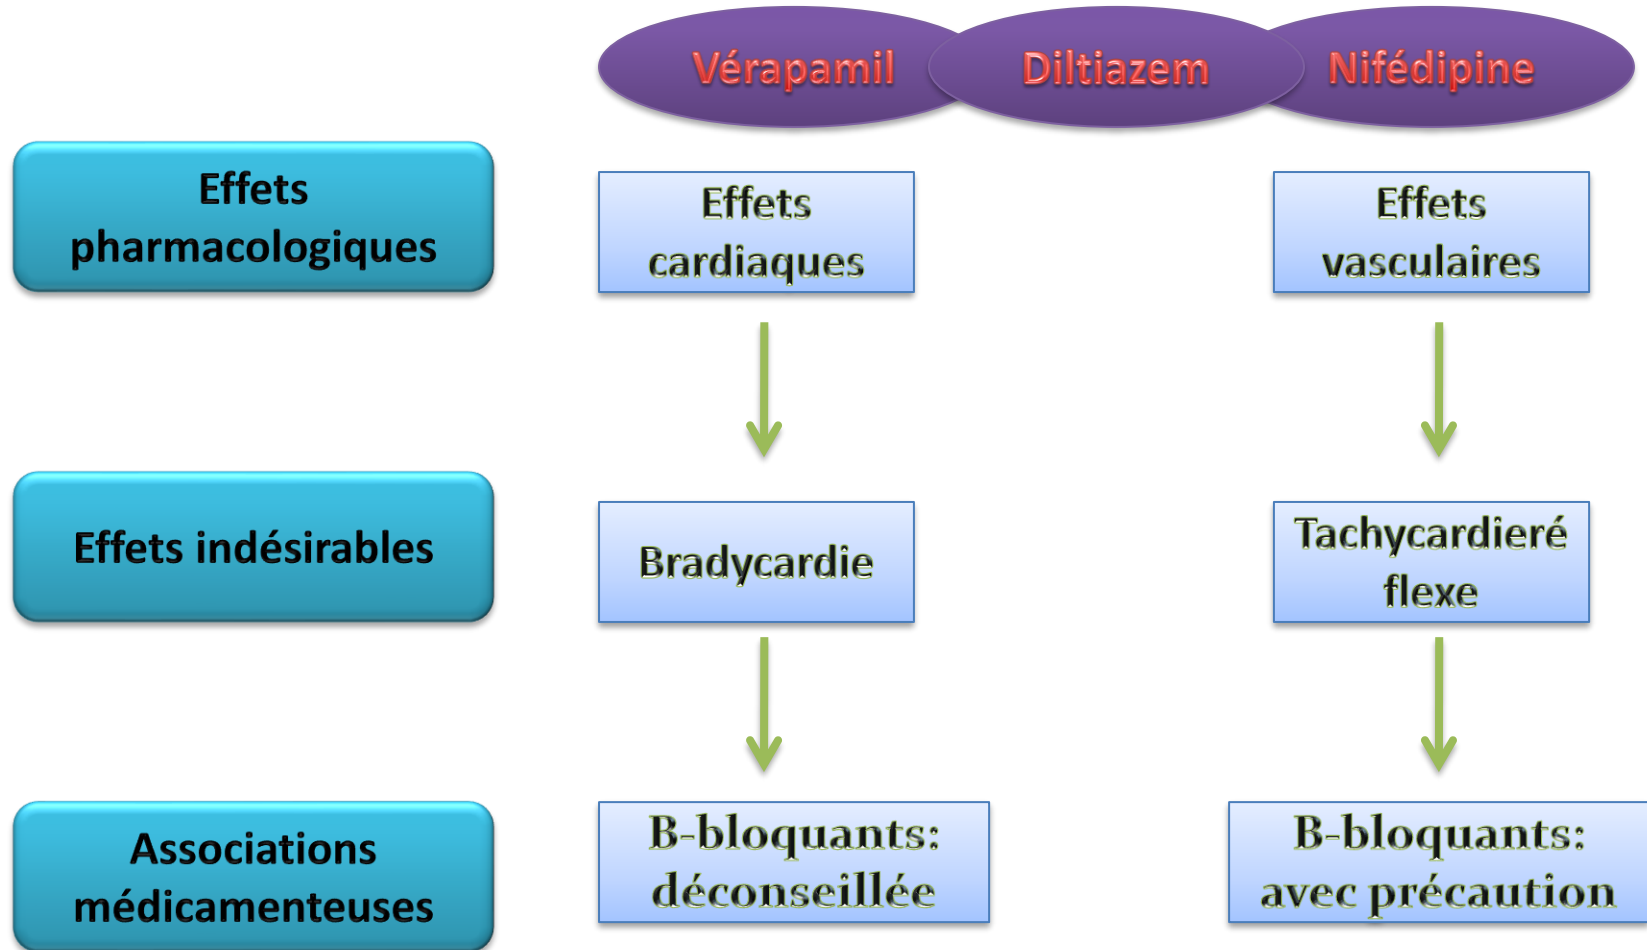 Vérapamil
Diltiazem
Nifédipine
Effets
pharmacologiques
Effets
cardiaques
Effets
vasculaires
Effets indésirables
Bradycardie
Tachycardieré
flexe
Associations
médicamenteuses
B-bloquants:
déconseillée
B-bloquants:
avec précaution